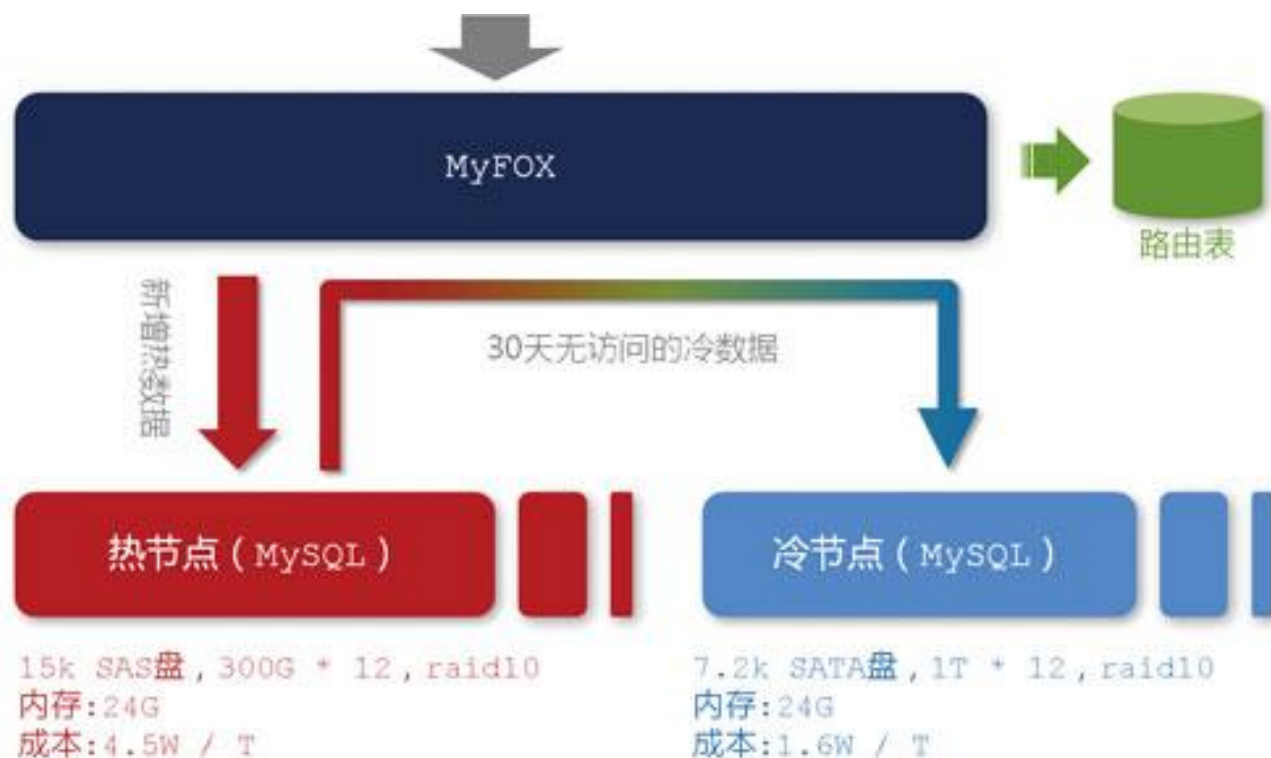 MyFOX
路由表
新增热数据
30天无访问的冷数据
热节点 ( MySQL )
冷节点 ( MySQL )
15k SAS盘 , 300G * 12 , raid10
内存:24G
成本:4.5W / T
7.2k SATA盘 , 1T * 12 , raid10
内存:24G
成本:1.6W / T